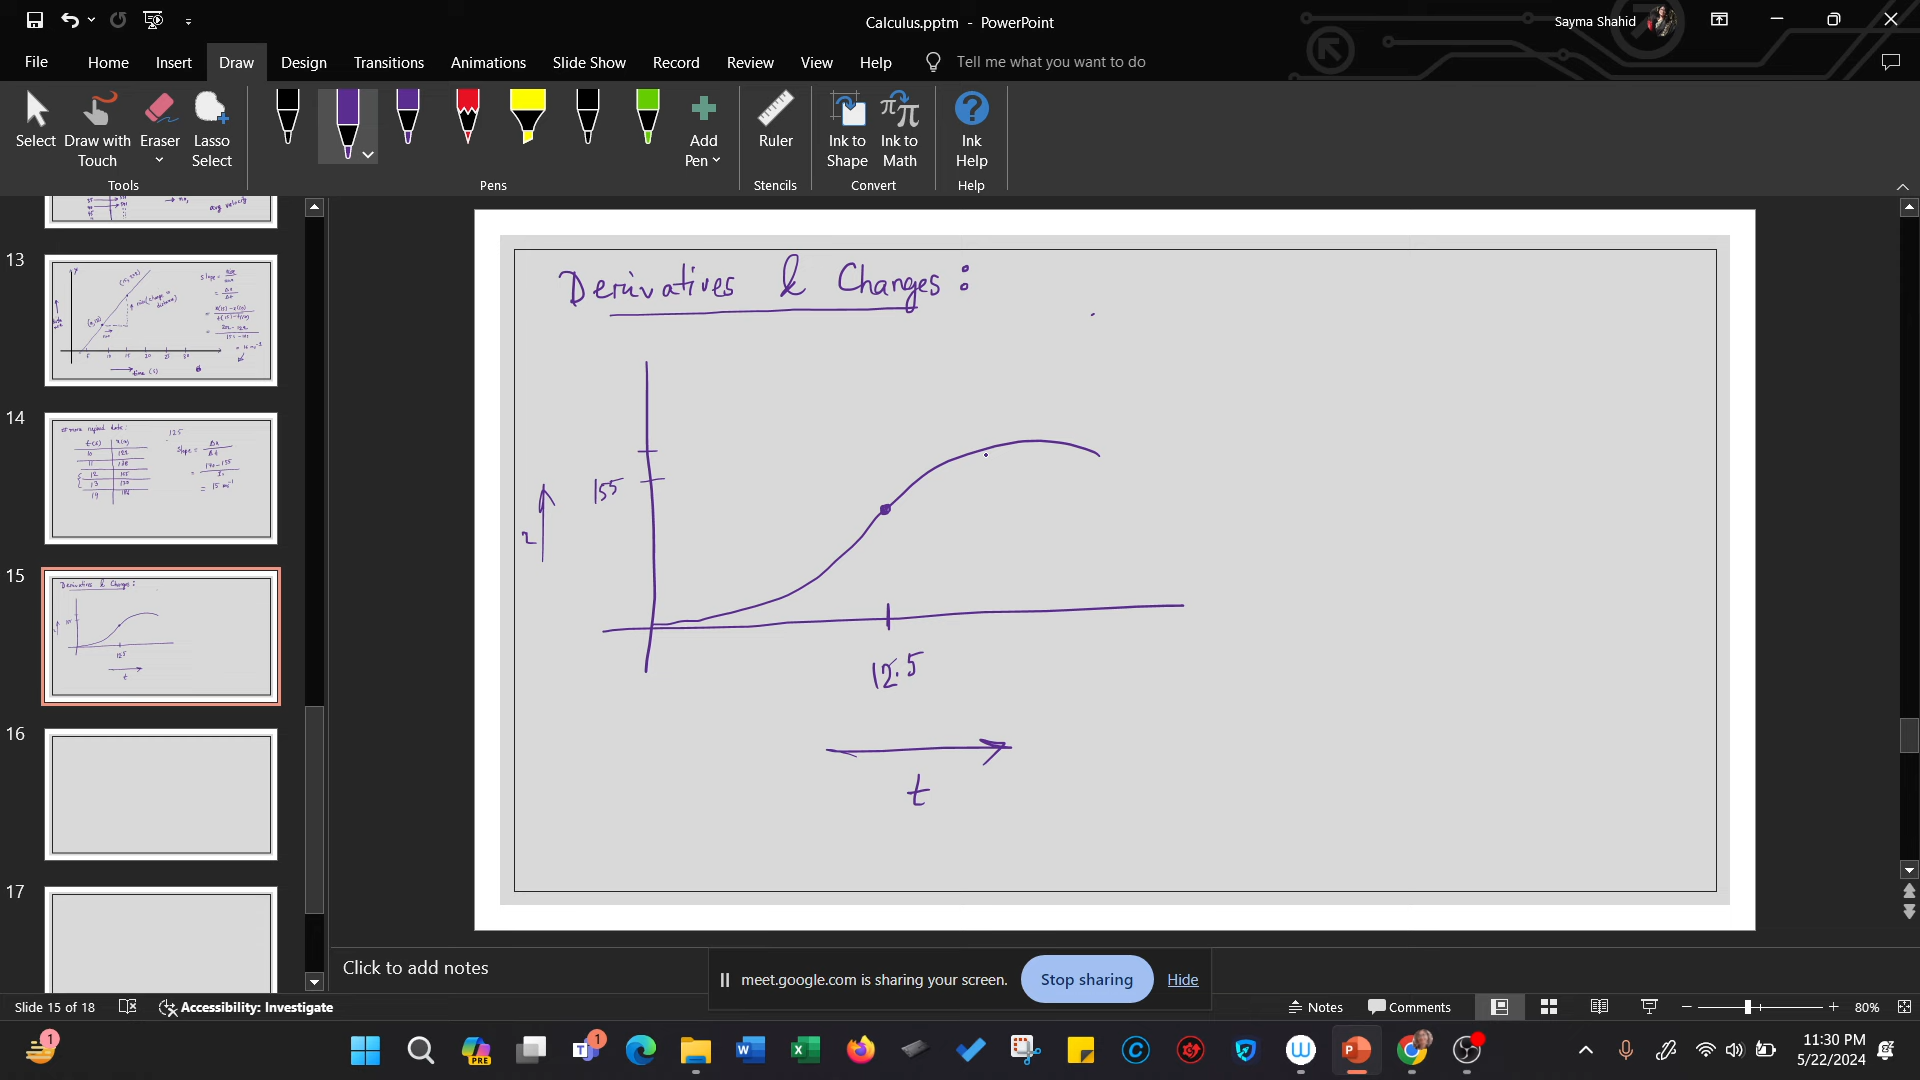 Calculus.pptm - PowerPoint
Sayma Shahid
File
Home
Insert
Draw
Design
Transitions
Animations
Slide Show
Record
Review
View
Help
Tell me what you want to do
Select
Draw with Touch
Eraser
Lasso Select
Tools
Pens
Add Pen
Ruler
Stencils
Ink to Shape
Ink to Math
Convert
Ink Help
Help
13
14
15
16
17
Derivatives & Changes:
155
12.5
t
Click to add notes
meet.google.com is sharing your screen.
Stop sharing
Hide
Slide 15 of 18
Accessibility: Investigate
Notes
Comments
80%
11:30 PM
5/22/2024